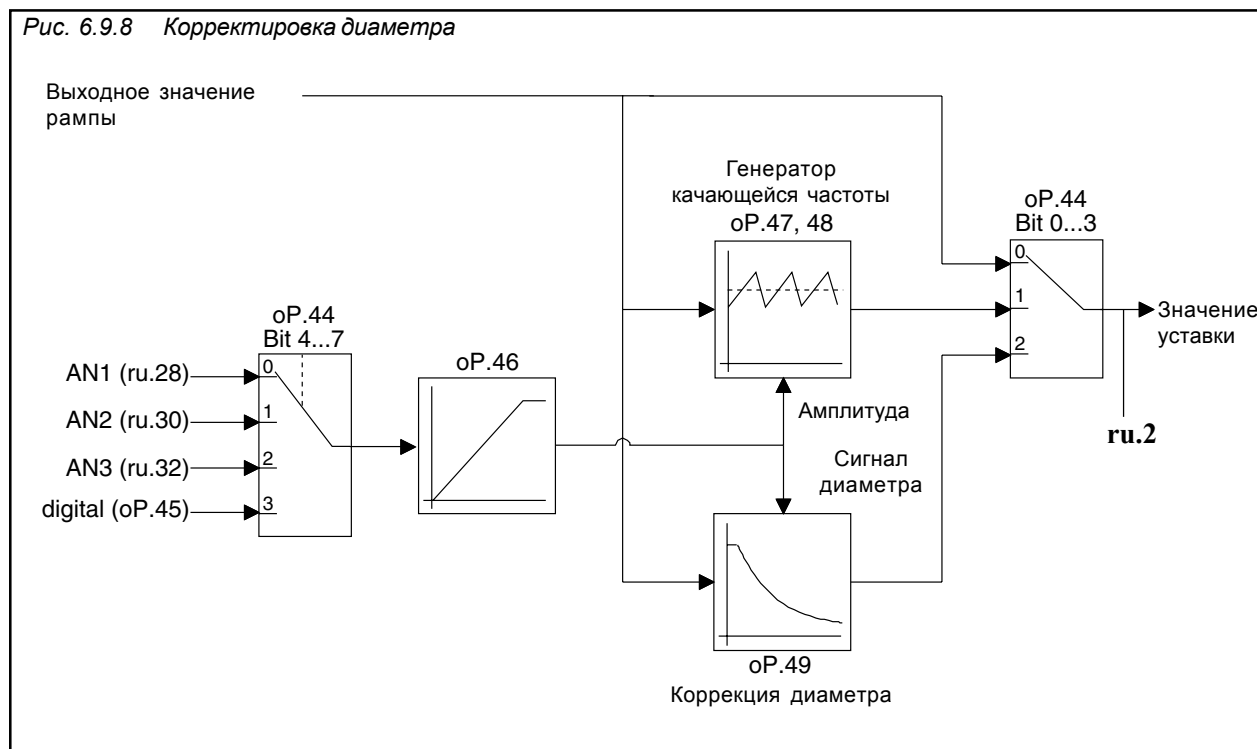 Рис. 6.9.8 Корректировка диаметра
Выходное значение
рампы
Генератор
качающейся частоты
oP.47, 48
oP.44
Bit 0...3
0
1
2
Значение
уставки
ru.2
oP.44
Bit 4...7
oP.46
AN1 (ru.28)
0
AN2 (ru.30)
1
AN3 (ru.32)
2
digital (oP.45)
3
Амплитуда
Сигнал
диаметра
oP.49
Коррекция диаметра